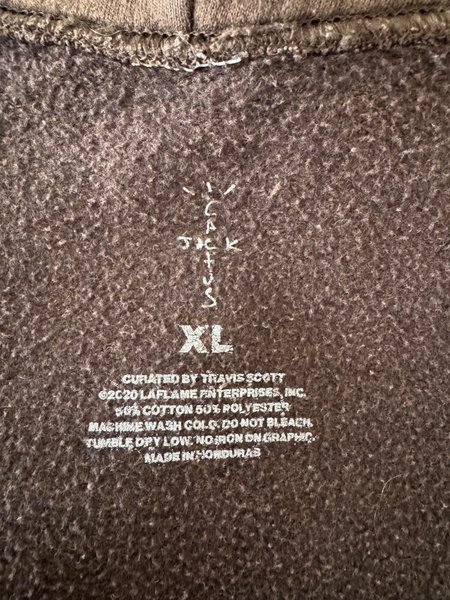 CACTUS
JACK
XL
CURATED BY TRAVIS SCOTT
©2020 LAFLAME ENTERPRISES, INC.
50% COTTON 50% POLYESTER
MACHINE WASH COLD. DO NOT BLEACH.
TUMBLE DRY LOW. NO IRON ON GRAPHIC.
MADE IN HONDURAS